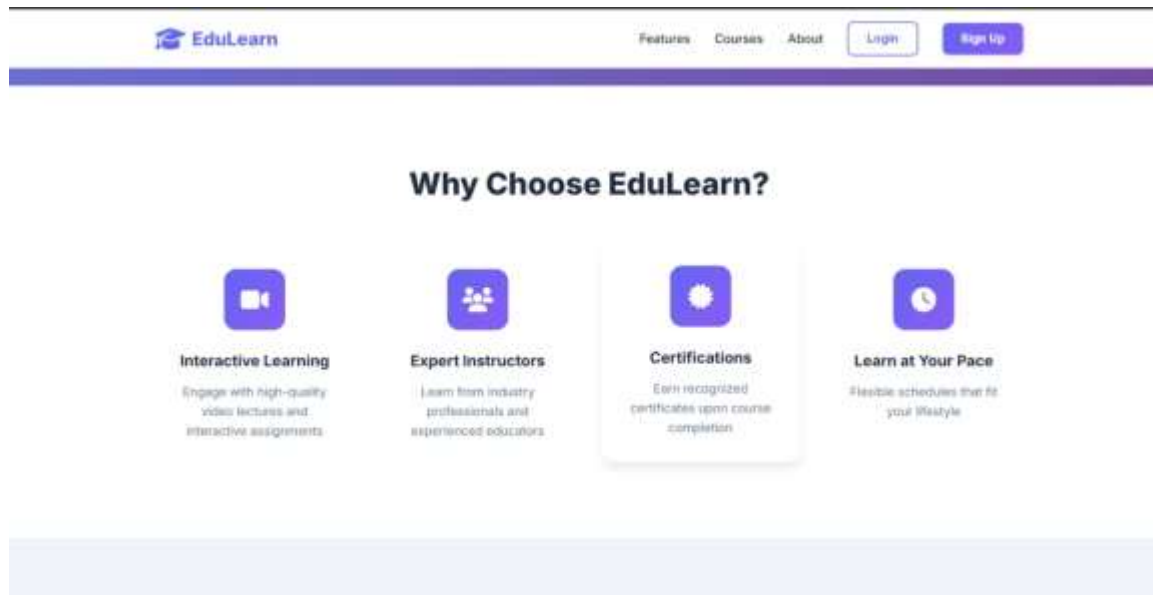 EduLearn
Features Courses About Login Sign Up
Why Choose EduLearn?
Interactive Learning
Engage with high-quality
video lectures and
interactive assignments
Expert Instructors
Learn from industry
professionals and
experienced educators
Certifications
Earn recognized
certificates upon course
completion
Learn at Your Pace
Flexible schedules that fit
your lifestyle